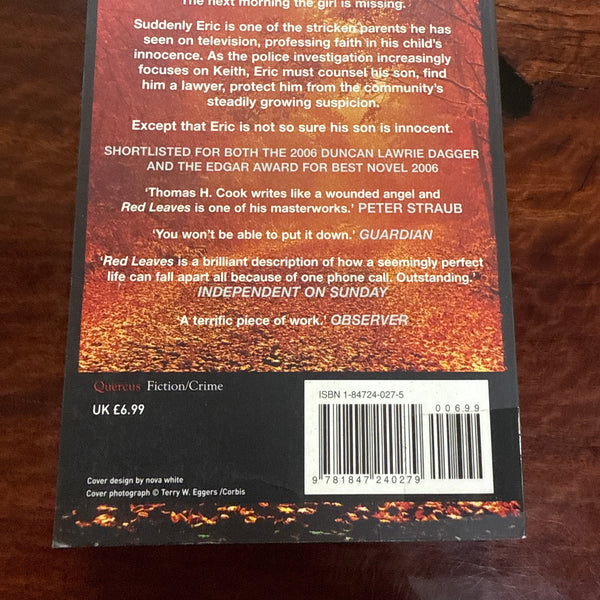 The next morning the girl is missing.
Suddenly Eric is one of the stricken parents he has
seen on television, professing faith in his child's
innocence. As the police investigation increasingly
focuses on Keith, Eric must counsel his son, find
him a lawyer, protect him from the community's
steadily growing suspicion.
Except that Eric is not so sure his son is innocent.
SHORTLISTED FOR BOTH THE 2006 DUNCAN LAWRIE DAGGER
AND THE EDGAR AWARD FOR BEST NOVEL 2006
'Thomas H. Cook writes like a wounded angel and
Red Leaves is one of his masterworks.' PETER STRAUB
'You won't be able to put it down.' GUARDIAN
'Red Leaves is a brilliant description of how a seemingly perfect
life can fall apart all because of one phone call. Outstanding.'
INDEPENDENT ON SUNDAY
'A terrific piece of work.' OBSERVER
Quercus Fiction/Crime
UK £6.99
ISBN 1-84724-027-5
00699
9 781847 240279
Cover design by nova white
Cover photograph © Terry W. Eggers /Corbis